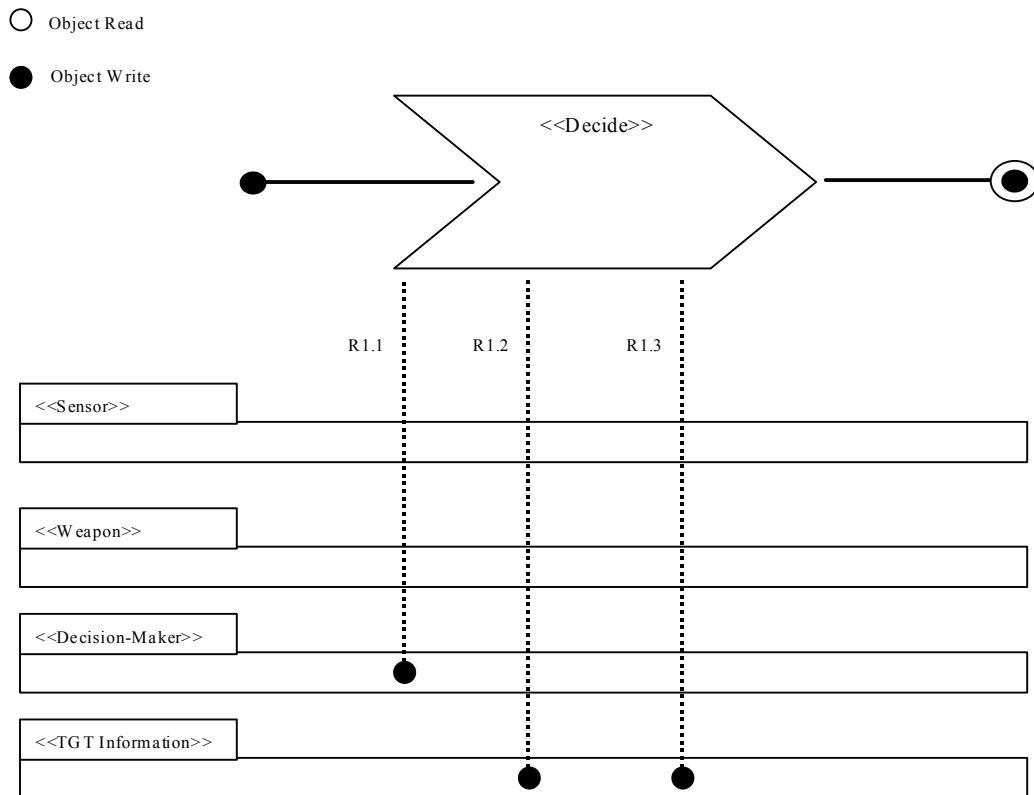 Object Read
Object Write
<<Decide>>
R1.1 R1.2 R1.3
<<Sensor>>
<<Weapon>>
<<Decision-Maker>>
<<TGT Information>>